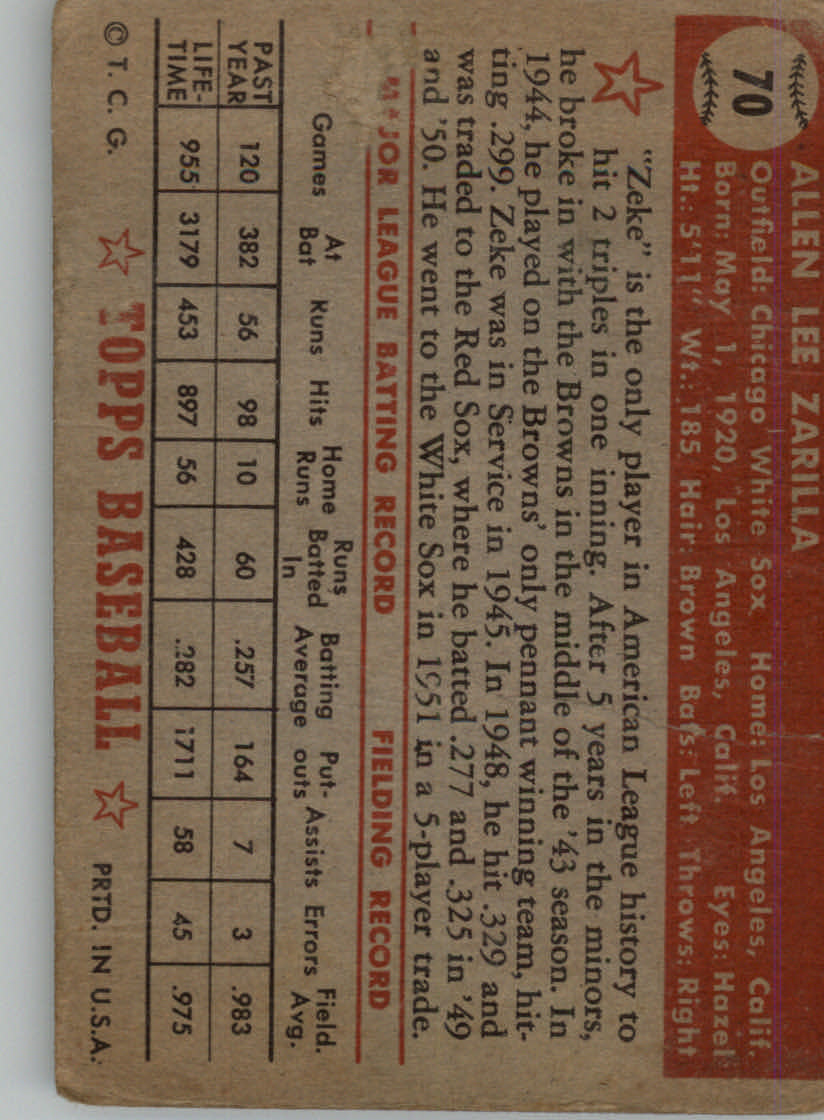 70
ALLEN LEE ZARILLA
Outfield: Chicago White Sox Home: Los Angeles, Calif.
Born: May 1, 1920, Los Angeles, Calif. Eyes: Hazel
Ht.: 5'11" Wt.: 185 Hair: Brown Bats: Left Throws: Right
"Zeke" is the only player in American League history to
hit 2 triples in one inning. After 5 years in the minors,
he broke in with the Browns in the middle of the '43 season. In
1944, he played on the Browns' only pennant winning team, hit-
ting .299. Zeke was in Service in 1945. In 1948, he hit .329 and
was traded to the Red Sox, where he batted .277 and .325 in '49
and '50. He went to the White Sox in 1951 in a 5-player trade.
MAJOR LEAGUE BATTING RECORD FIELDING RECORD
Games At Bat Runs Hits Home Runs Runs Batted In Batting Average Put-outs Assists Errors Field. Avg.
PAST YEAR 120 382 56 98 10 60 .257 164 7 3 .983
LIFE-TIME 955 3179 453 897 56 428 .282 1711 58 45 .975
© T. C. G. TOPPS BASEBALL PRTD. IN U.S.A.